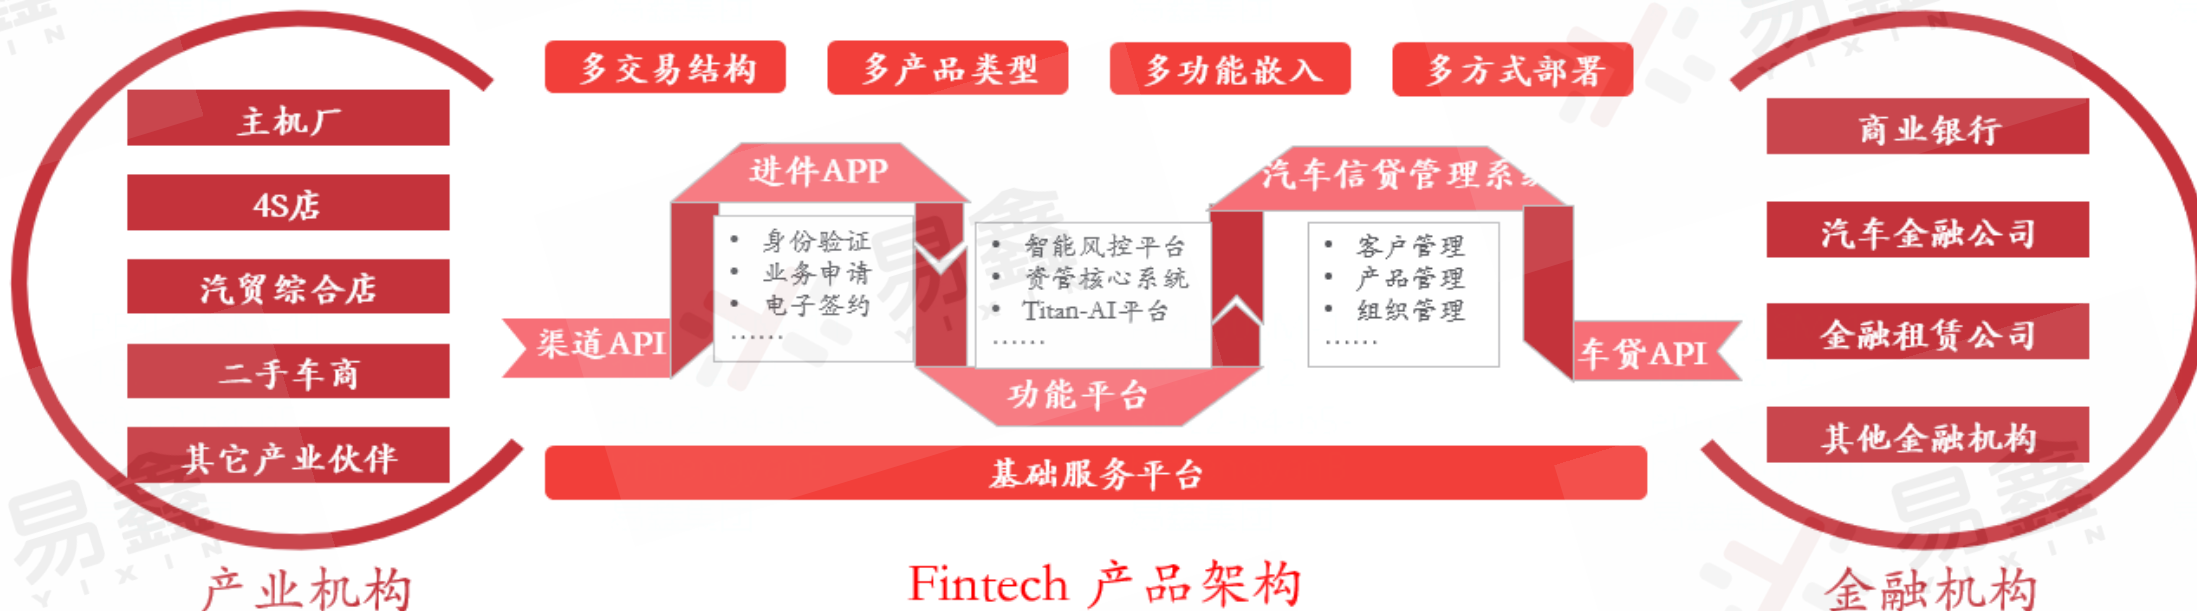 多交易结构
多产品类型
多功能嵌入
多方式部署
主机厂
4S店
汽贸综合店
二手车商
其它产业伙伴
产业机构
渠道API
进件APP
• 身份验证
• 业务申请
• 电子签约
……
• 智能风控平台
• 资管核心系统
• Titan-AI平台
……
功能平台
汽车信贷管理系统
• 客户管理
• 产品管理
• 组织管理
……
车贷API
基础服务平台
Fintech 产品架构
商业银行
汽车金融公司
金融租赁公司
其他金融机构
金融机构
易鑫
YIXIN